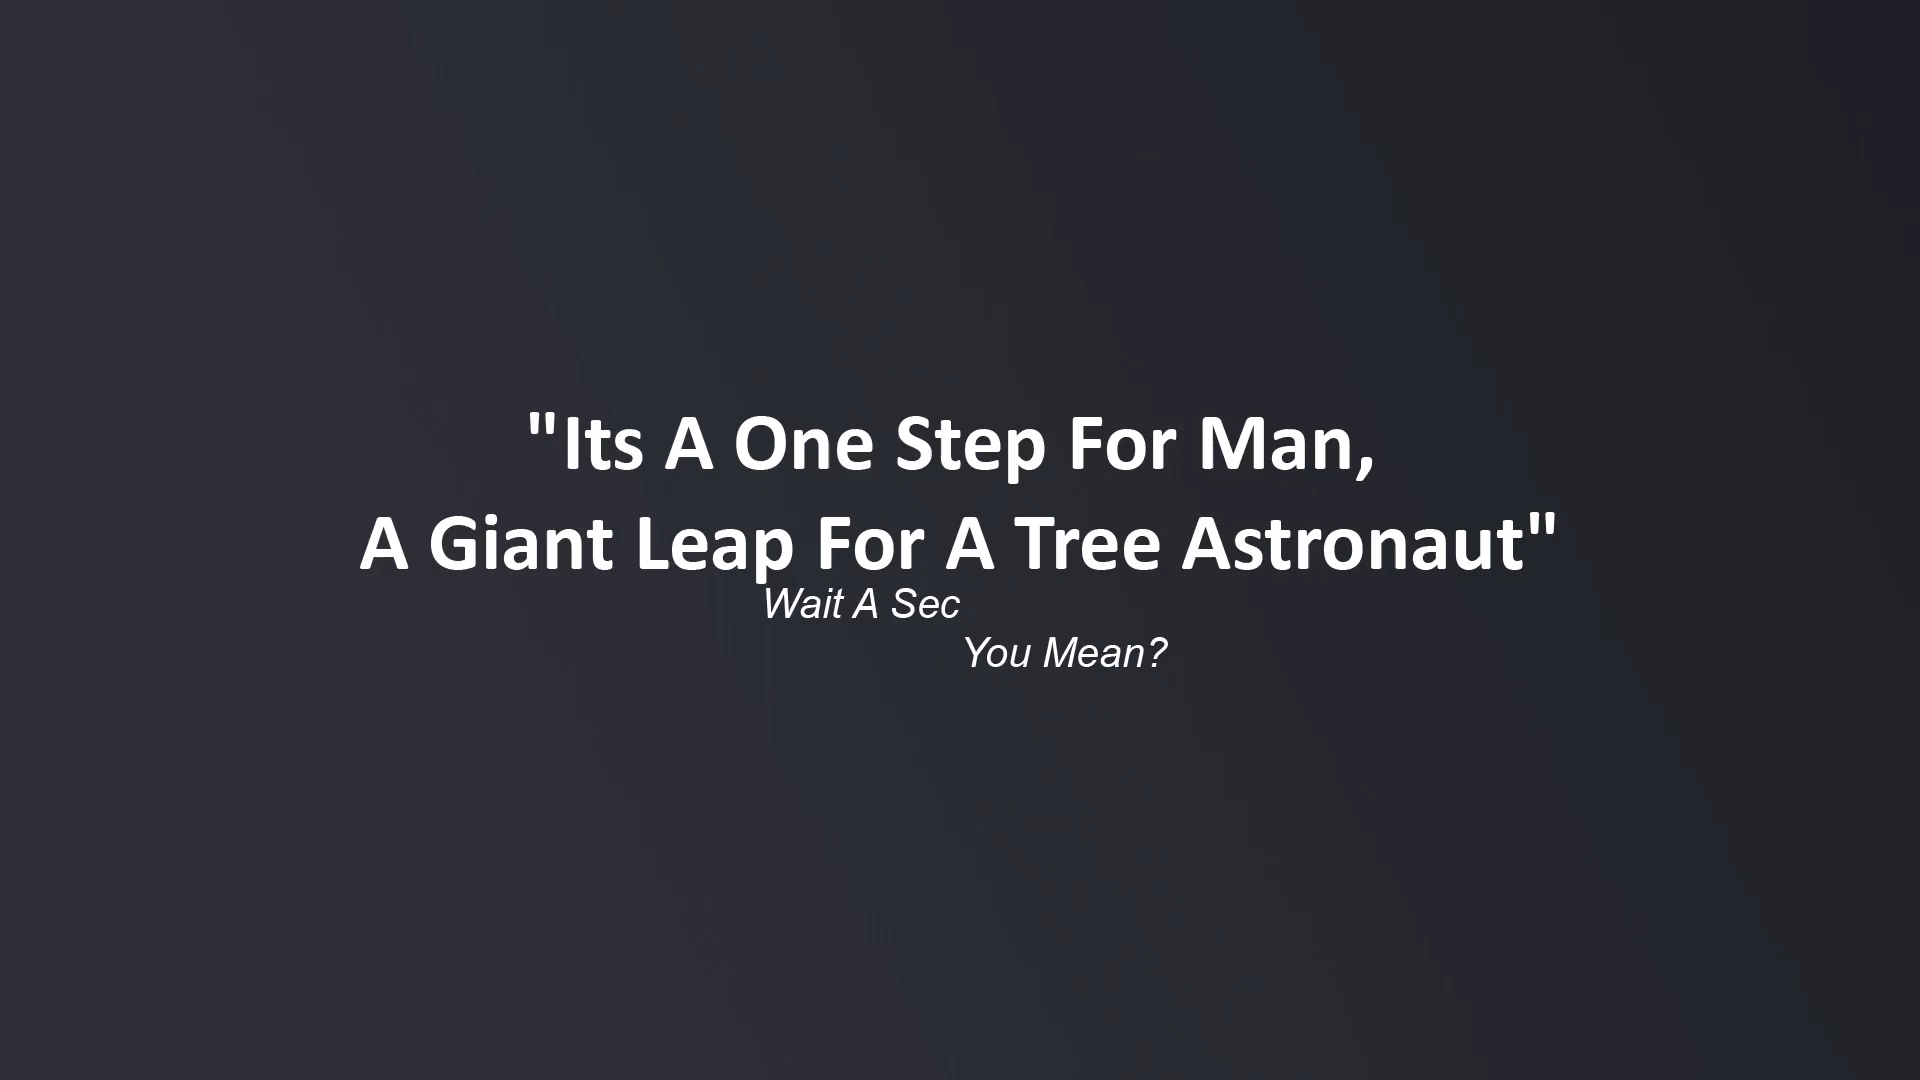 "Its A One Step For Man,
A Giant Leap For A Tree Astronaut"
Wait A Sec
You Mean?